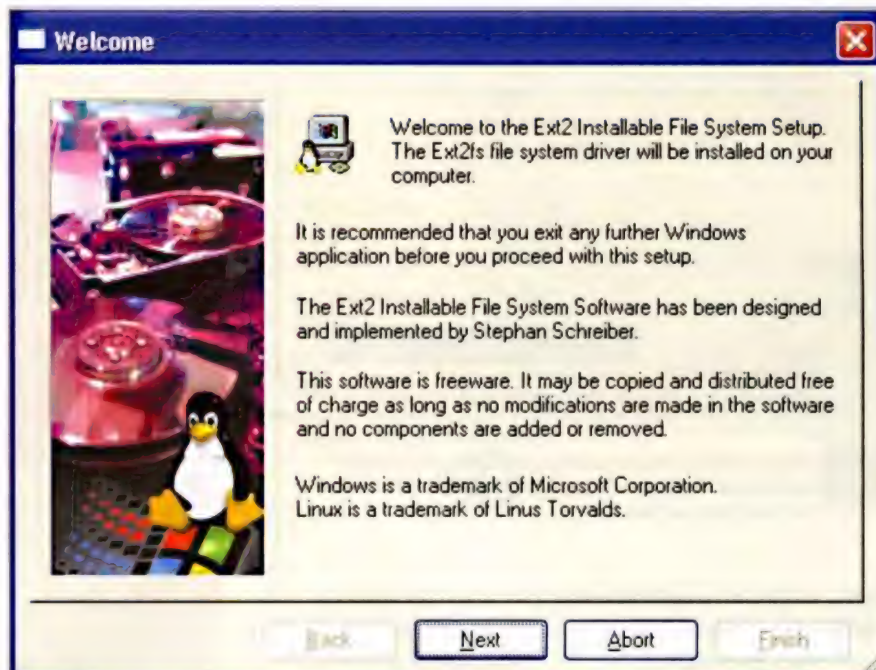 Welcome
Welcome to the Ext2 Installable File System Setup.
The Ext2fs file system driver will be installed on your
computer.
It is recommended that you exit any further Windows
application before you proceed with this setup.
The Ext2 Installable File System Software has been designed
and implemented by Stephan Schreiber.
This software is freeware. It may be copied and distributed free
of charge as long as no modifications are made in the software
and no components are added or removed.
Windows is a trademark of Microsoft Corporation.
Linux is a trademark of Linus Torvalds.
Back Next Abort Finish